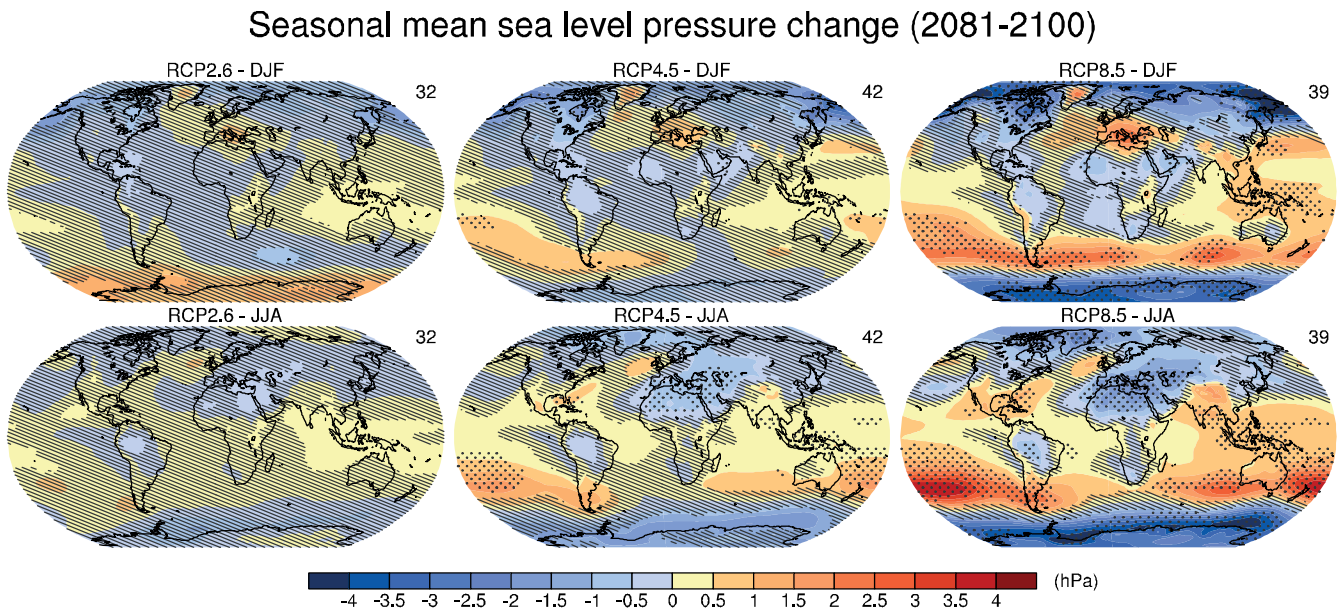 Seasonal mean sea level pressure change (2081-2100)
RCP2.6 - DJF
32
RCP4.5 - DJF
42
RCP8.5 - DJF
39
RCP2.6 - JJA
32
RCP4.5 - JJA
42
RCP8.5 - JJA
39
-4 -3.5 -3 -2.5 -2 -1.5 -1 -0.5 0 0.5 1 1.5 2 2.5 3 3.5 4 (hPa)